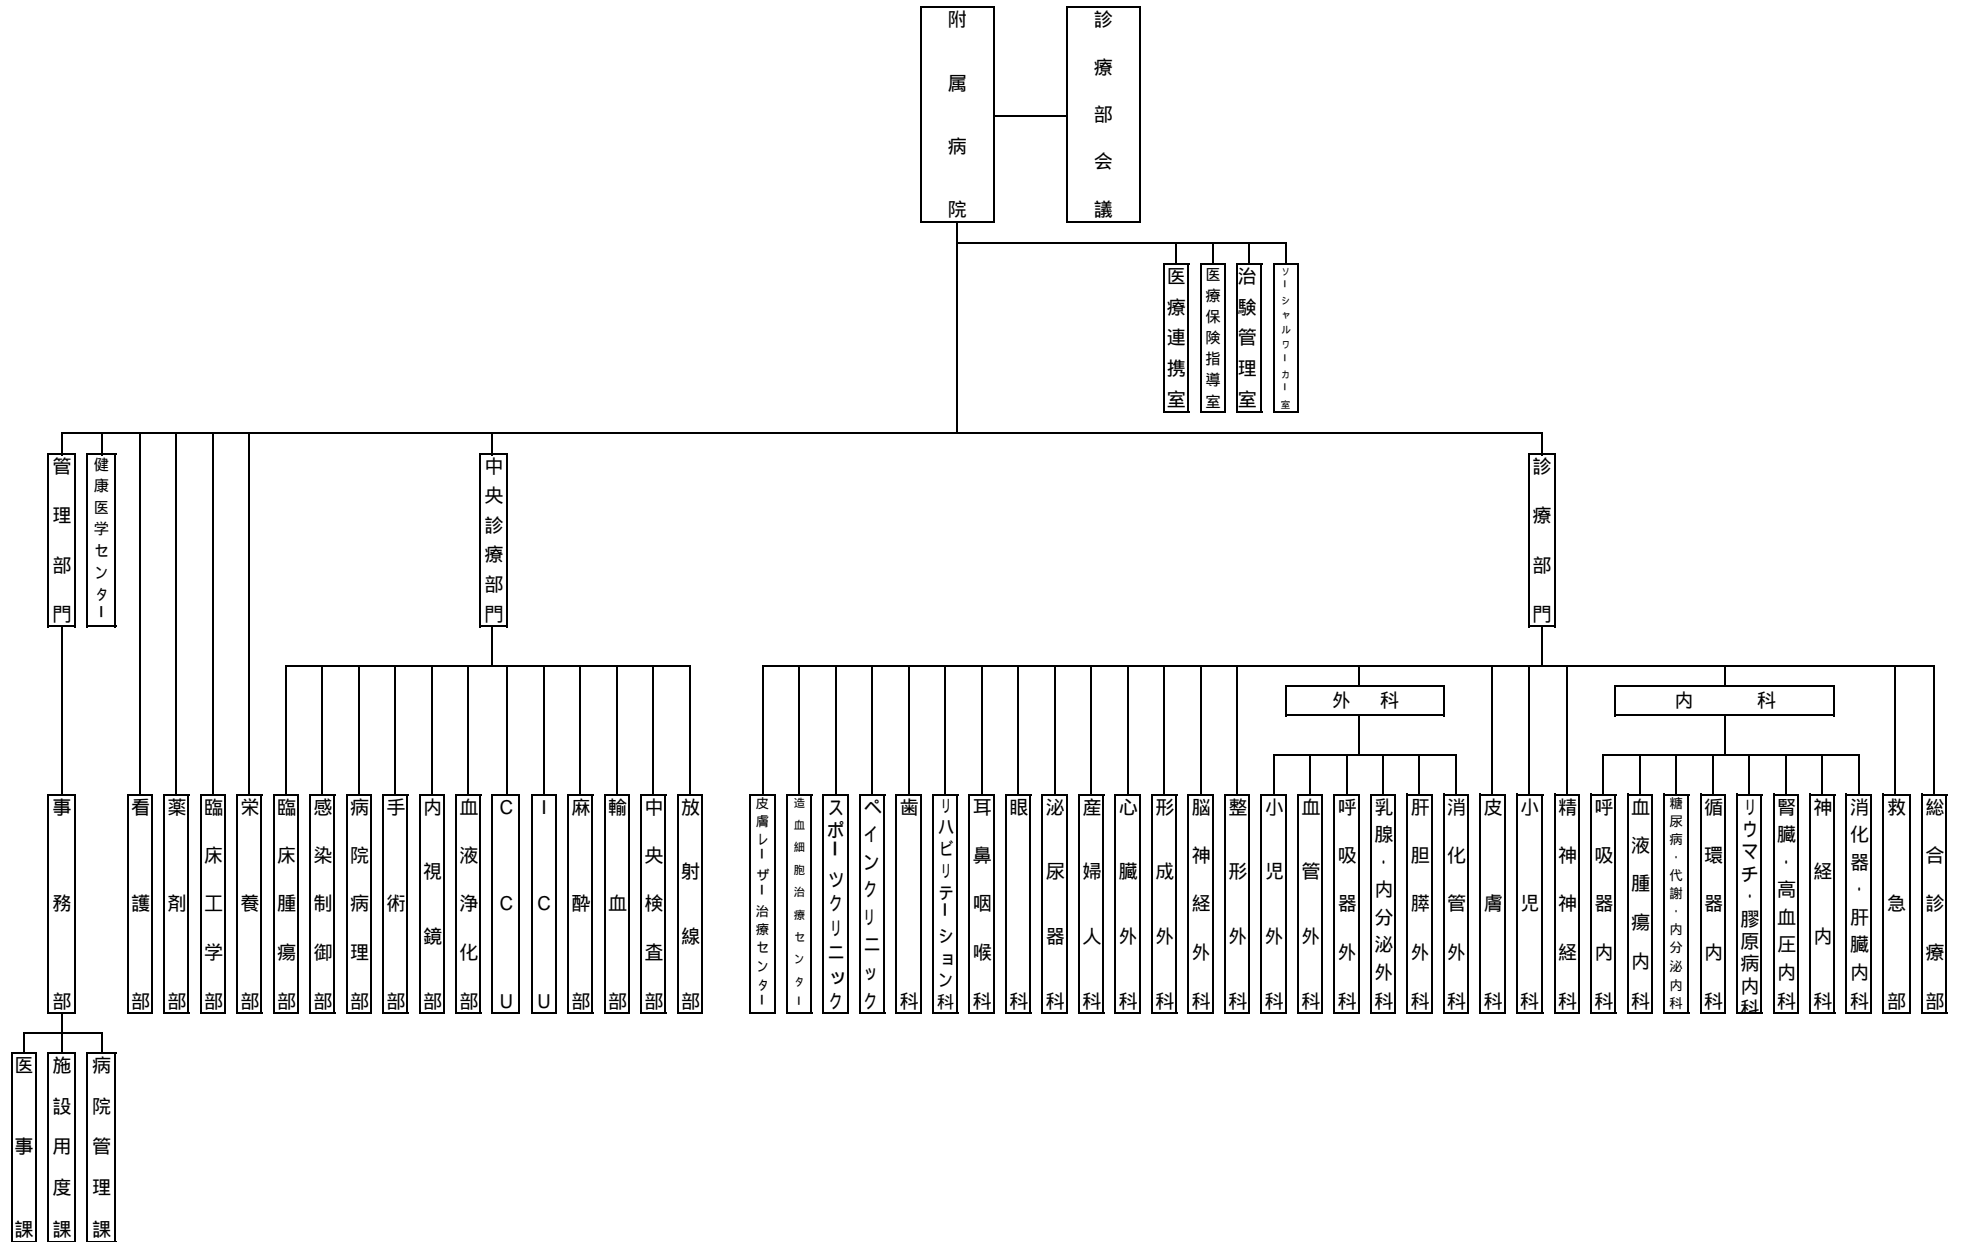 附属病院
診療部会議
医療連携室
医療保険指導室
治験管理室
ソーシャルワーカー室
管理部門
健康医学センター
中央診療部門
診療部門
外科
内科
事務部
看護部
薬剤部
臨床工学部
栄養部
臨床腫瘍部
感染制御部
病院病理部
手術部
内視鏡部
血液浄化部
CCU
ICU
麻酔部
輸血部
中央検査部
放射線部
皮膚レーザー治療センター
造血細胞治療センター
スポーツクリニック
ペインクリニック
歯科
リハビリテーション科
耳鼻咽喉科
眼科
泌尿器科
産婦人科
心臓外科
形成外科
脳神経外科
整形外科
小児外科
血管外科
呼吸器外科
乳腺・内分泌外科
肝胆膵外科
消化管外科
皮膚科
小児科
精神神経科
呼吸器内科
血液腫瘍内科
糖尿病・代謝・内分泌内科
循環器内科
リウマチ・膠原病内科
腎臓・高血圧内科
神経内科
消化器・肝臓内科
救急部
総合診療部
医事課
施設用度課
病院管理課